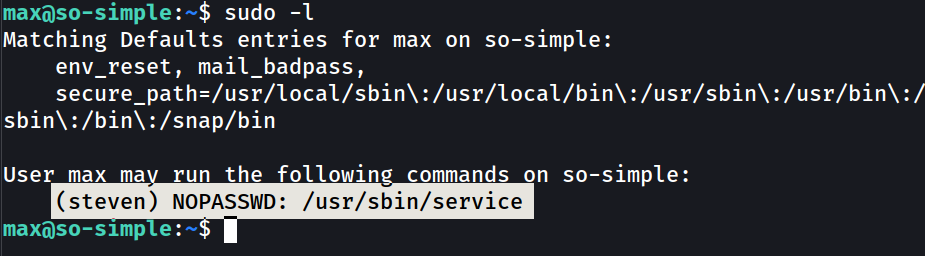 max@so-simple:~$ sudo -l
Matching Defaults entries for max on so-simple:
    env_reset, mail_badpass,
    secure_path=/usr/local/sbin\:/usr/local/bin\:/usr/sbin\:/usr/bin\:/
sbin\:/bin\:/snap/bin

User max may run the following commands on so-simple:
    (steven) NOPASSWD: /usr/sbin/service
max@so-simple:~$